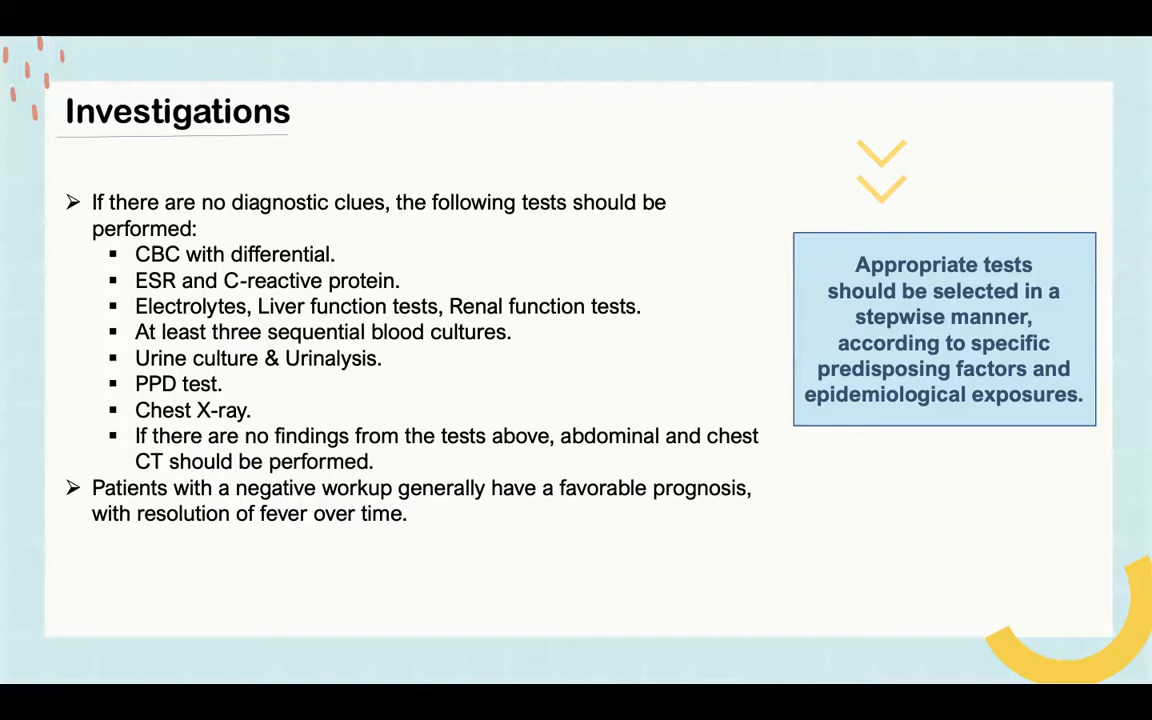 Investigations
➢ If there are no diagnostic clues, the following tests should be
performed:
▪ CBC with differential.
▪ ESR and C-reactive protein.
▪ Electrolytes, Liver function tests, Renal function tests.
▪ At least three sequential blood cultures.
▪ Urine culture & Urinalysis.
▪ PPD test.
▪ Chest X-ray.
▪ If there are no findings from the tests above, abdominal and chest
CT should be performed.
➢ Patients with a negative workup generally have a favorable prognosis,
with resolution of fever over time.
Appropriate tests
should be selected in a
stepwise manner,
according to specific
predisposing factors and
epidemiological exposures.